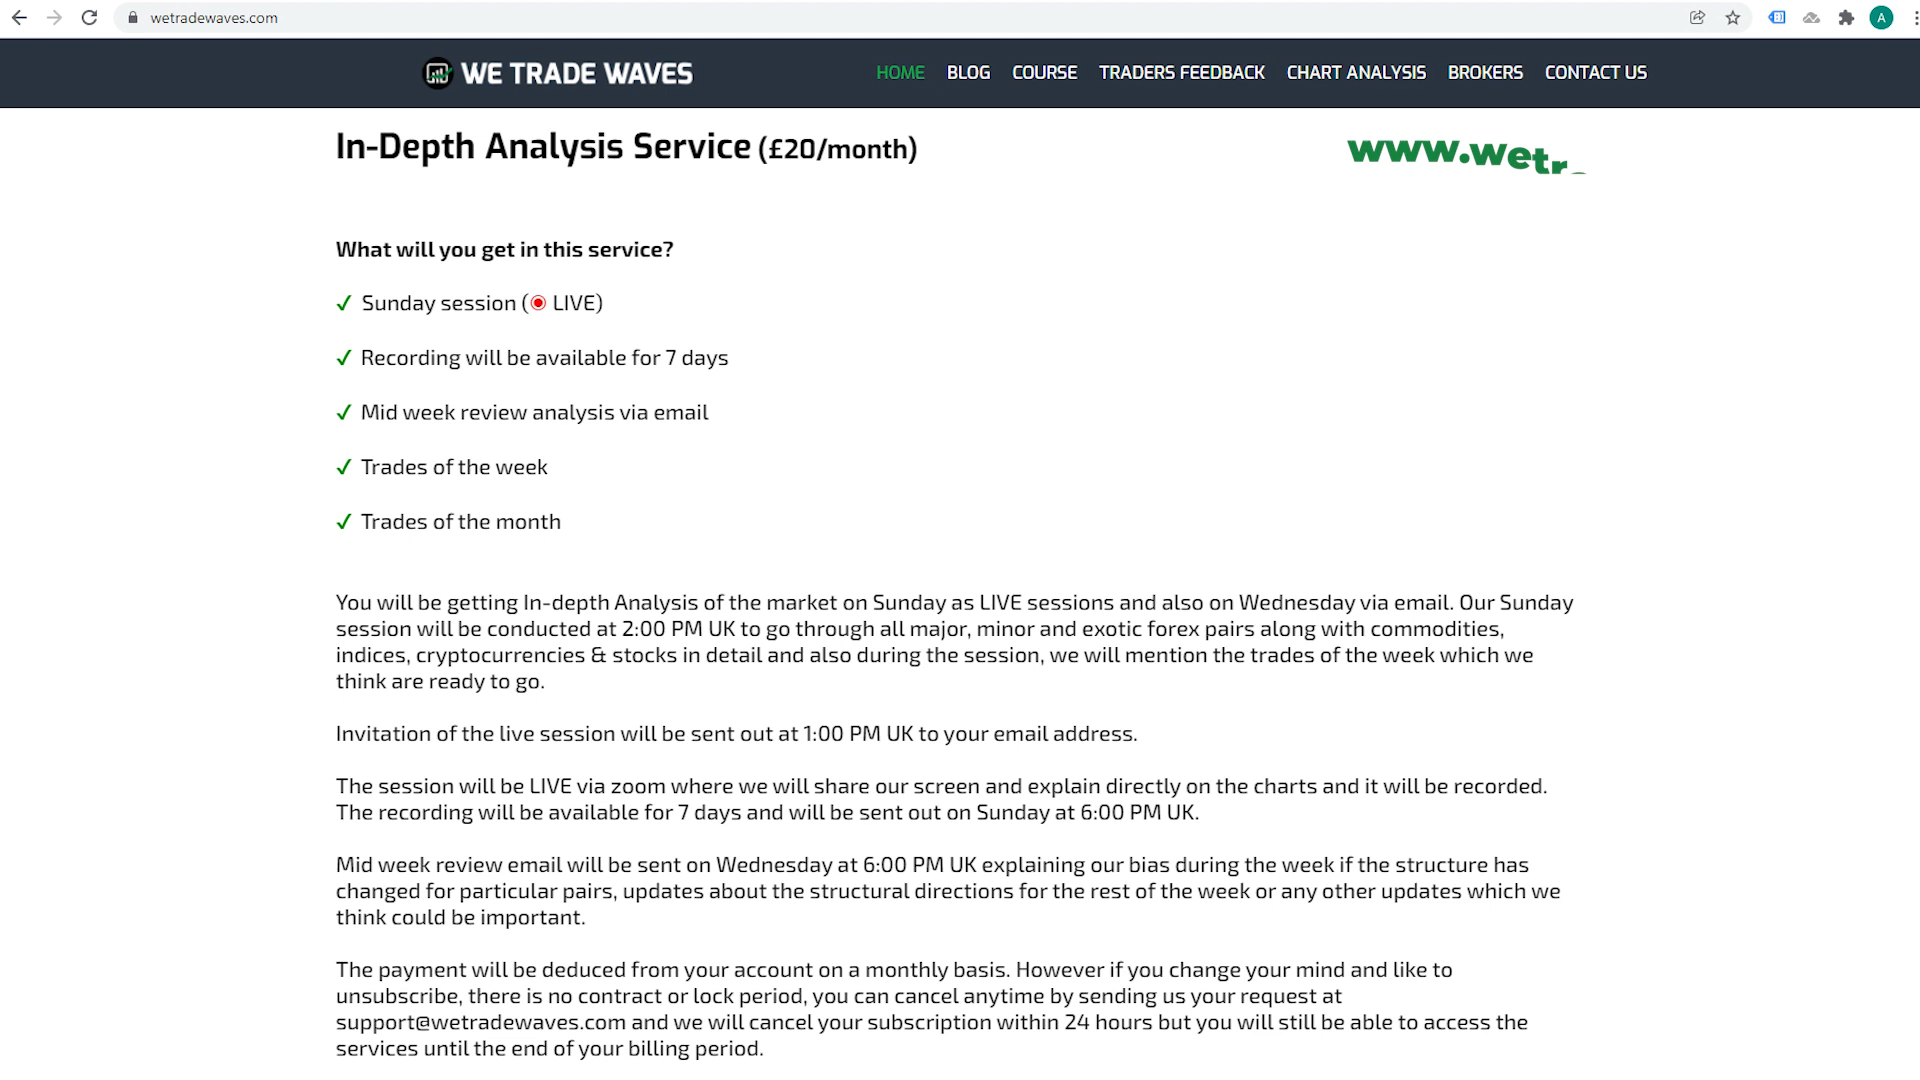 wetradewaves.com
A
WE TRADE WAVES
HOME BLOG COURSE TRADERS FEEDBACK CHART ANALYSIS BROKERS CONTACT US
In-Depth Analysis Service (£20/month)
www.wetr
What will you get in this service?
✓ Sunday session (🔴 LIVE)
✓ Recording will be available for 7 days
✓ Mid week review analysis via email
✓ Trades of the week
✓ Trades of the month
You will be getting In-depth Analysis of the market on Sunday as LIVE sessions and also on Wednesday via email. Our Sunday
session will be conducted at 2:00 PM UK to go through all major, minor and exotic forex pairs along with commodities,
indices, cryptocurrencies & stocks in detail and also during the session, we will mention the trades of the week which we
think are ready to go.
Invitation of the live session will be sent out at 1:00 PM UK to your email address.
The session will be LIVE via zoom where we will share our screen and explain directly on the charts and it will be recorded.
The recording will be available for 7 days and will be sent out on Sunday at 6:00 PM UK.
Mid week review email will be sent on Wednesday at 6:00 PM UK explaining our bias during the week if the structure has
changed for particular pairs, updates about the structural directions for the rest of the week or any other updates which we
think could be important.
The payment will be deduced from your account on a monthly basis. However if you change your mind and like to
unsubscribe, there is no contract or lock period, you can cancel anytime by sending us your request at
support@wetradewaves.com and we will cancel your subscription within 24 hours but you will still be able to access the
services until the end of your billing period.